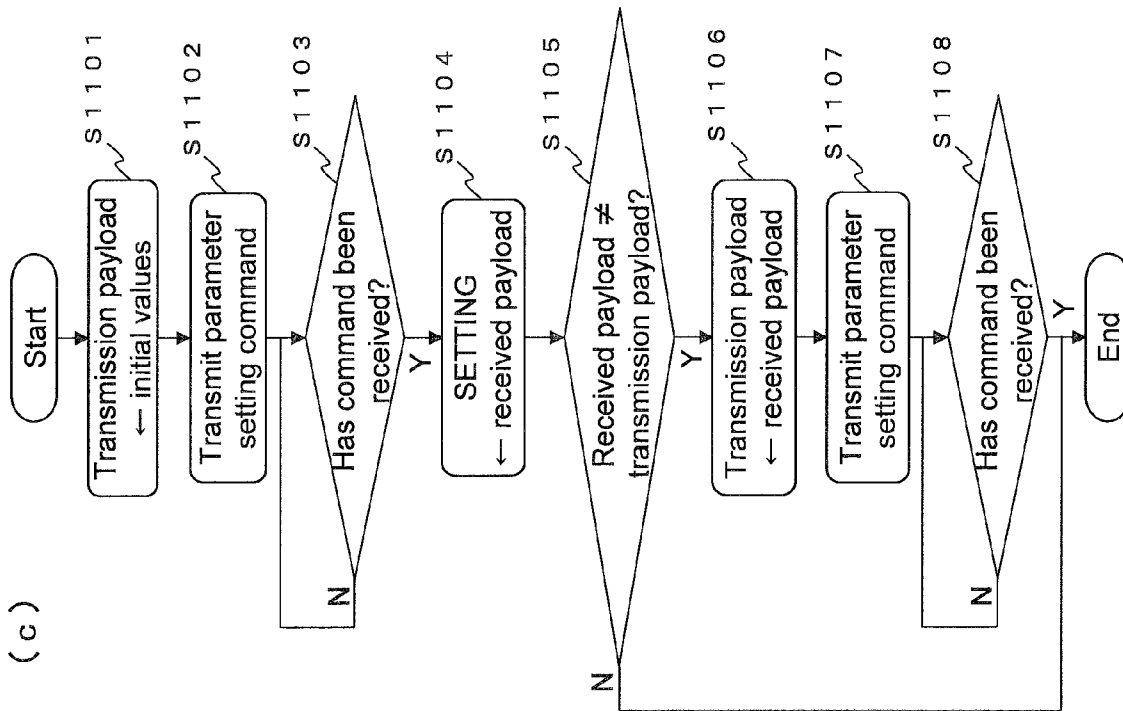 (c)
Start
Transmission payload
← initial values
S1101
Transmit parameter
setting command
S1102
Has command been
received?
S1103
N
Y
SETTING
← received payload
S1104
Received payload ≠
transmission payload?
S1105
N
Y
Transmission payload
← received payload
S1106
Transmit parameter
setting command
S1107
Has command been
received?
S1108
N
Y
End